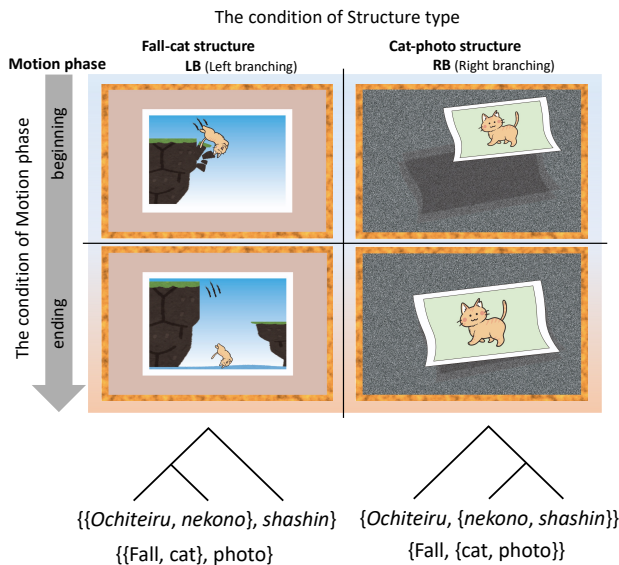 The condition of Structure type
Fall-cat structure
LB (Left branching)
Cat-photo structure
RB (Right branching)
Motion phase
The condition of Motion phase
beginning
ending
{{Ochiteiru, nekono}, shashin}
{{Fall, cat}, photo}
{Ochiteiru, {nekono, shashin}}
{Fall, {cat, photo}}